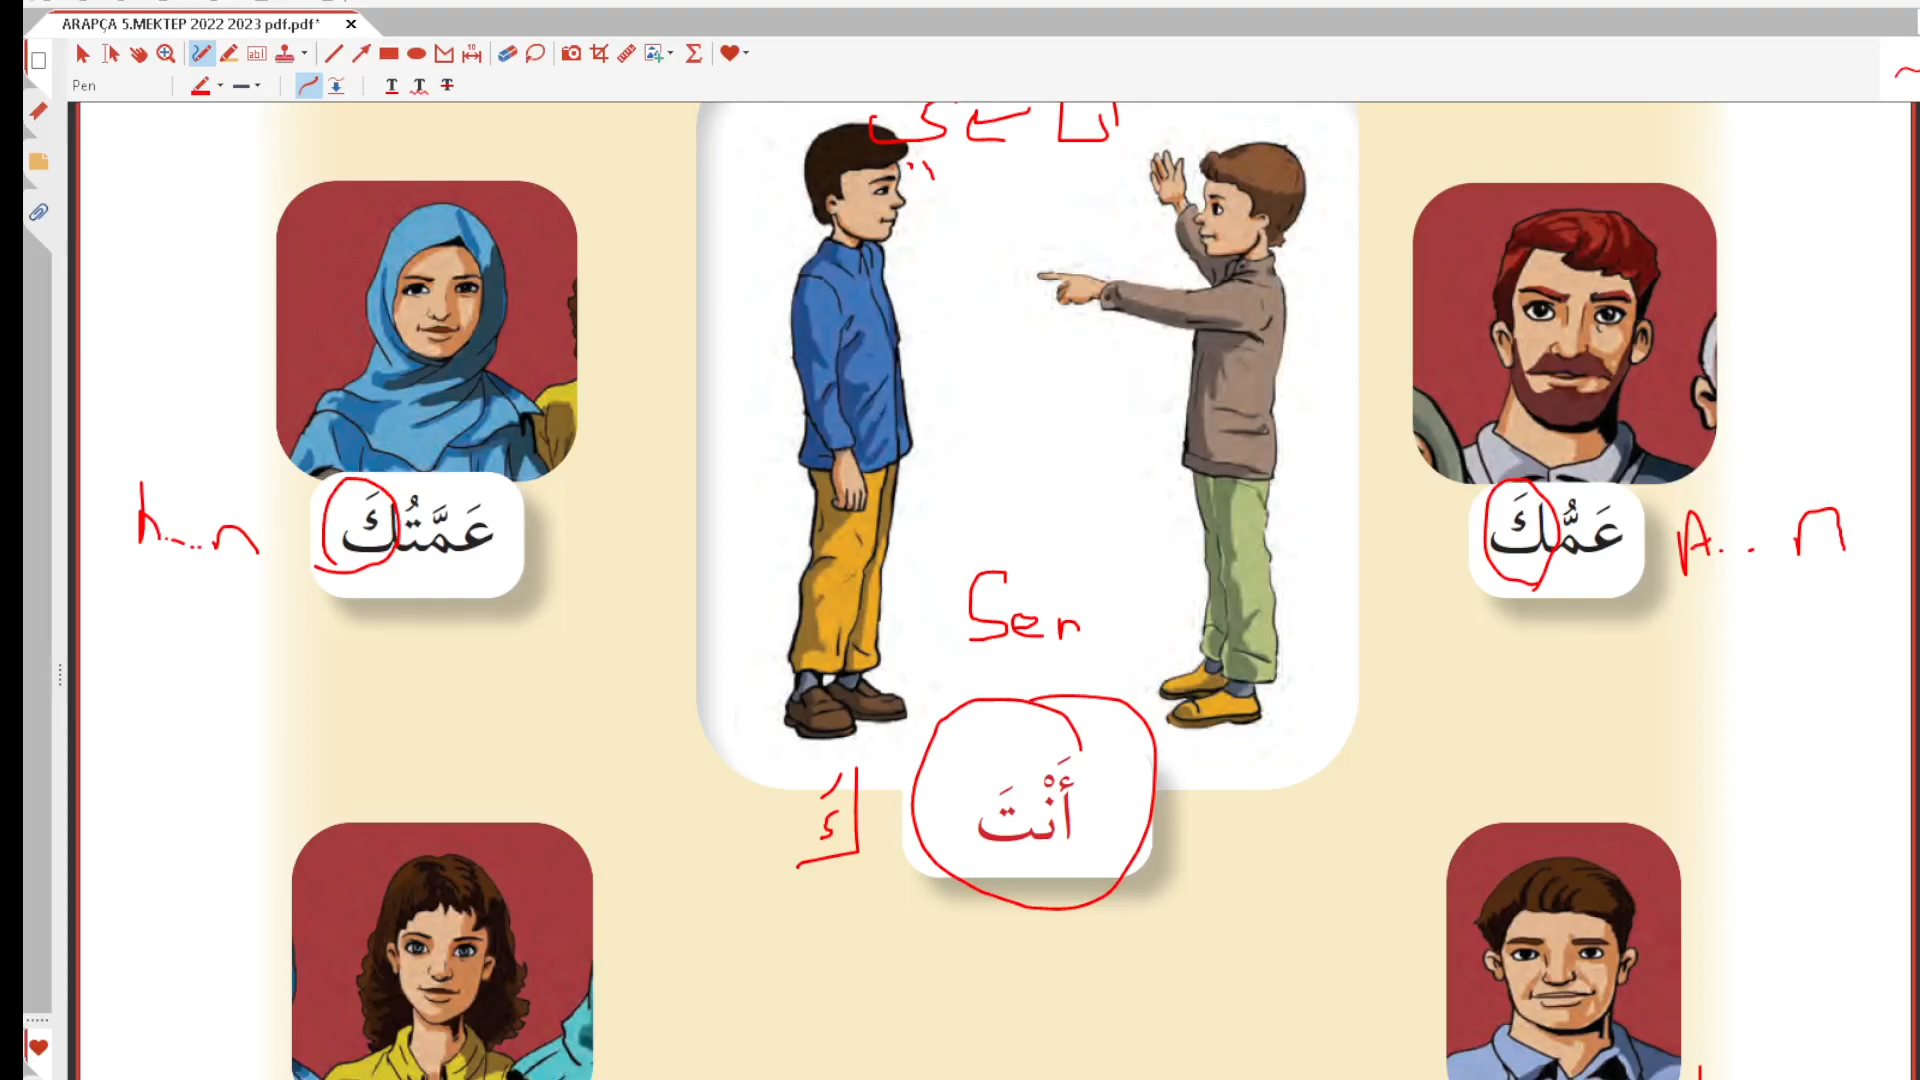 ARAPÇA 5.MEKTEP 2022 2023 pdf.pdf*
Pen
عَمَّتُكَ
عَمُّكَ
h....n
A... n
Sen
أَنْتَ
كَ